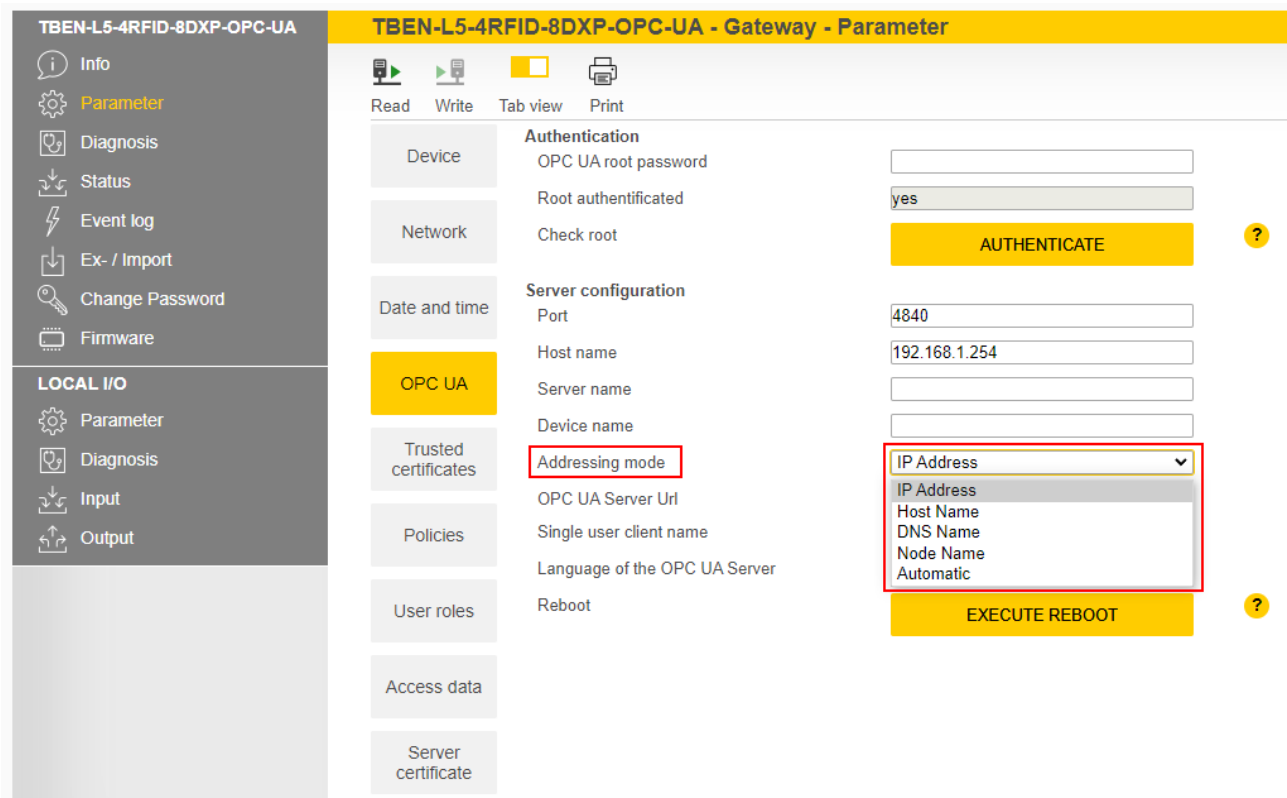 TBEN-L5-4RFID-8DXP-OPC-UA
Info
Parameter
Diagnosis
Status
Event log
Ex- / Import
Change Password
Firmware
LOCAL I/O
Parameter
Diagnosis
Input
Output
TBEN-L5-4RFID-8DXP-OPC-UA - Gateway - Parameter
Read Write Tab view Print
Device
Network
Date and time
OPC UA
Trusted
certificates
Policies
User roles
Access data
Server
certificate
Authentication
OPC UA root password
Root authentificated yes
Check root AUTHENTICATE ?
Server configuration
Port 4840
Host name 192.168.1.254
Server name
Device name
Addressing mode IP Address
IP Address
Host Name
DNS Name
Node Name
Automatic
OPC UA Server Url
Single user client name
Language of the OPC UA Server
Reboot EXECUTE REBOOT ?